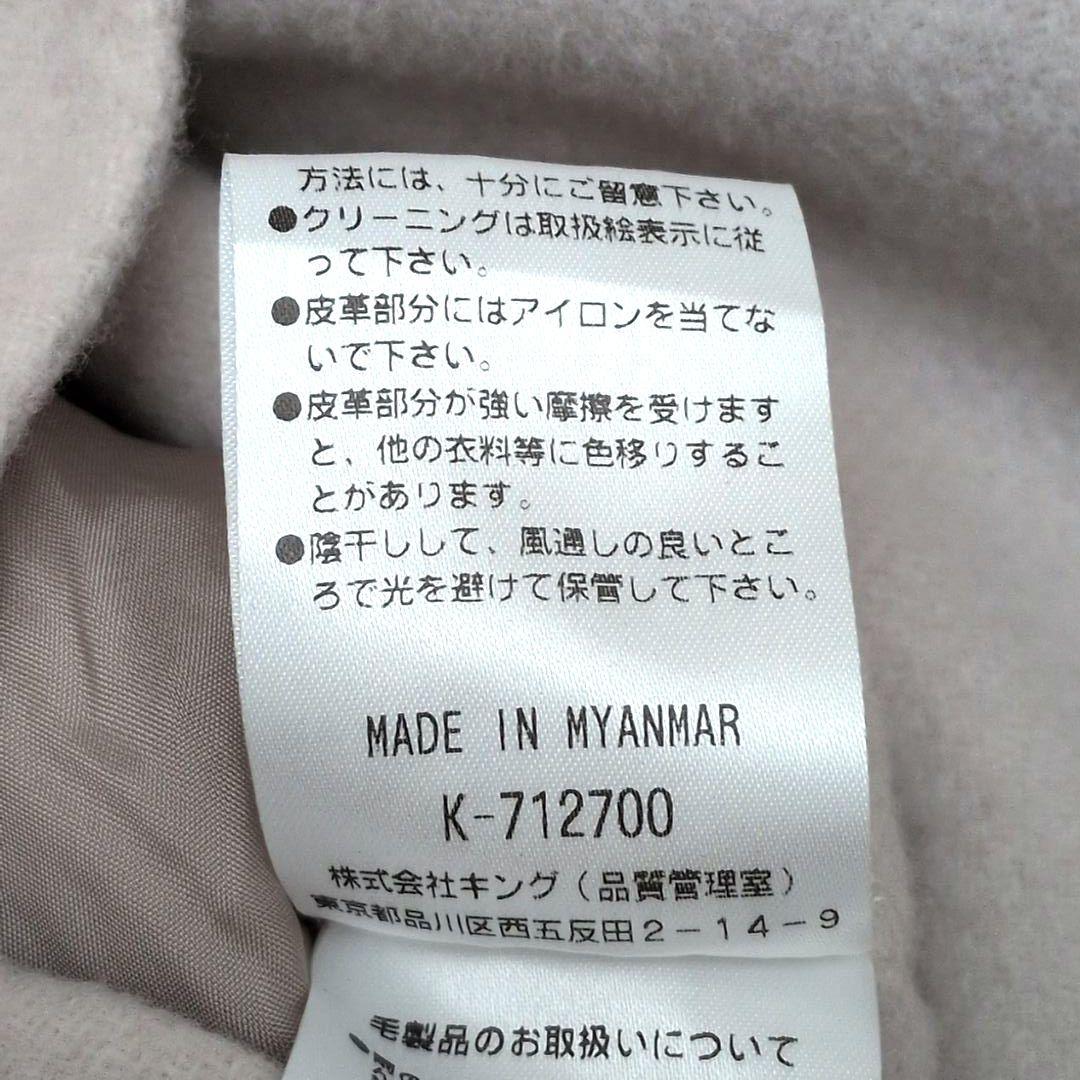 方法には、十分にご留意下さい。
●クリーニングは取扱絵表示に従
って下さい。
●皮革部分にはアイロンを当てな
いで下さい。
●皮革部分が強い摩擦を受けます
と、他の衣料等に色移りするこ
とがあります。
●陰干しして、風通しの良いとこ
ろで光を避けて保管して下さい。
MADE IN MYANMAR
K-712700
株式会社キング(品質管理室)
東京都品川区西五反田2-14-9
毛製品のお取扱いについて